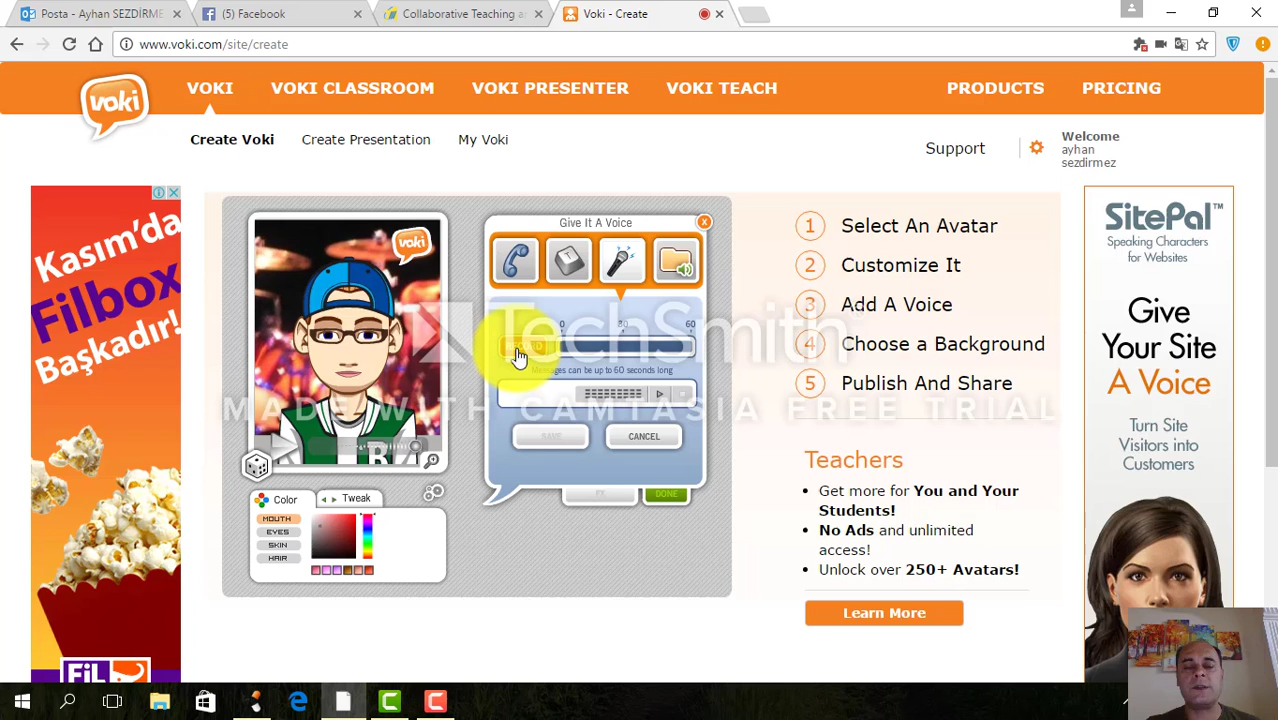 Posta - Ayhan SEZDİRME
(5) Facebook
Collaborative Teaching a
Voki - Create
www.voki.com/site/create
voki
VOKI
VOKI CLASSROOM
VOKI PRESENTER
VOKI TEACH
PRODUCTS
PRICING
Create Voki
Create Presentation
My Voki
Support
Welcome
ayhan
sezdirmez
Kasım'da
Filbox
Başkadır!
FiL
voki
Give It A Voice
0
60
Messages can be up to 60 seconds long
SAVE
CANCEL
FX
DONE
R
Color
Tweak
MOUTH
EYES
SKIN
HAIR
1 Select An Avatar
2 Customize It
3 Add A Voice
4 Choose a Background
5 Publish And Share
Teachers
• Get more for You and Your
Students!
• No Ads and unlimited
access!
• Unlock over 250+ Avatars!
Learn More
SitePal™
Speaking Characters
for Websites
Give
Your Site
A Voice
Turn Site
Visitors into
Contacts
TechSmith
MADE WITH CAMTASIA FREE TRIAL